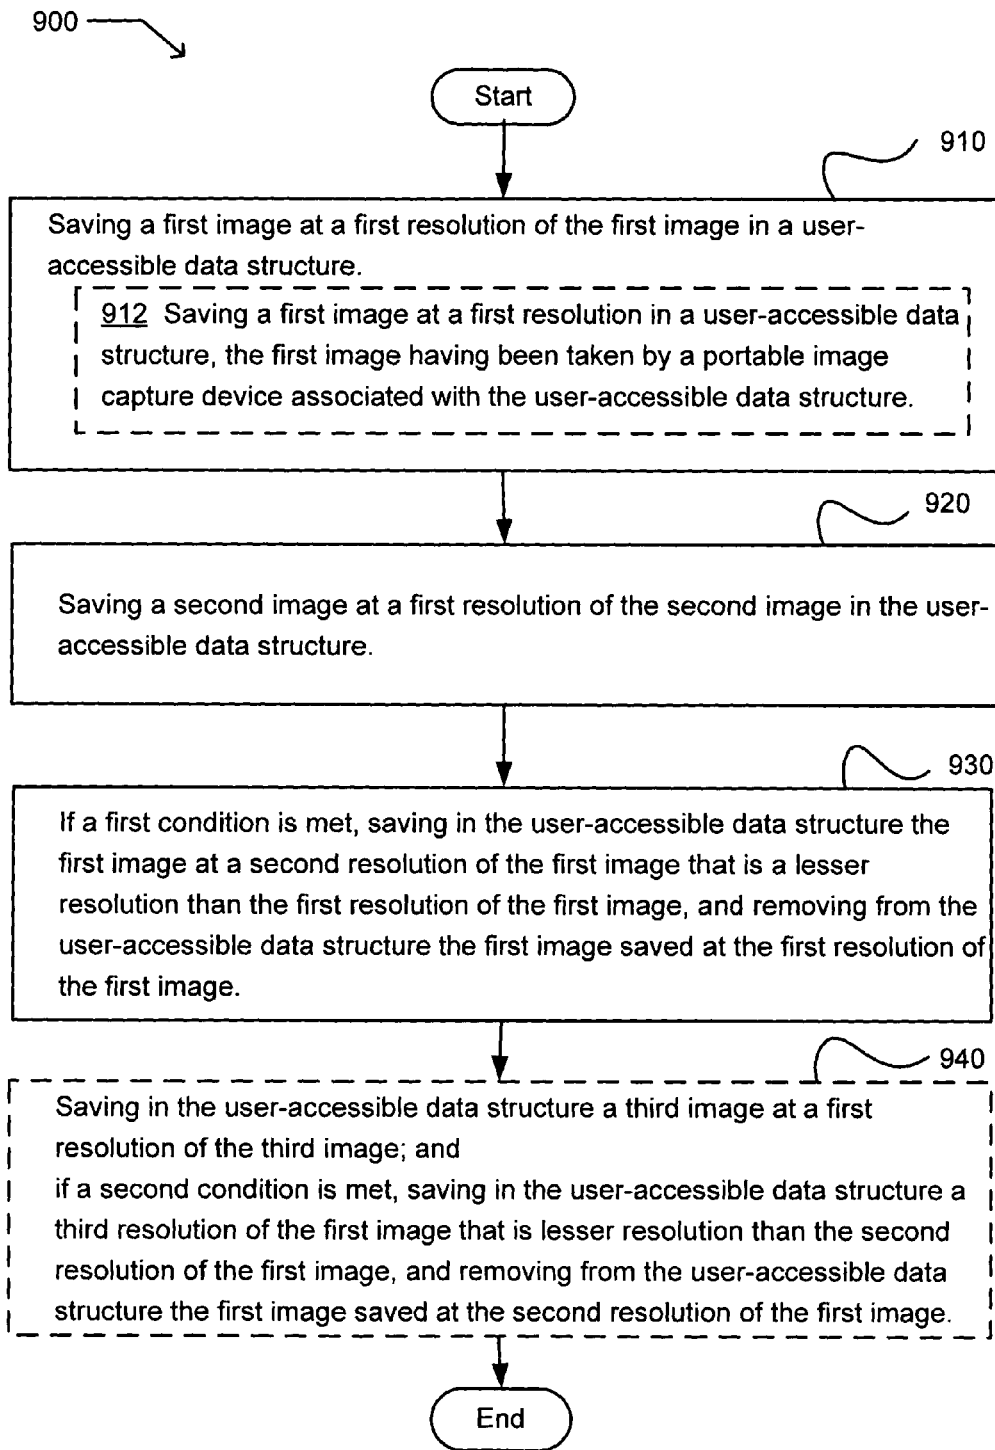 900
Start
910
Saving a first image at a first resolution of the first image in a user-
accessible data structure.
912 Saving a first image at a first resolution in a user-accessible data
structure, the first image having been taken by a portable image
capture device associated with the user-accessible data structure.
920
Saving a second image at a first resolution of the second image in the user-
accessible data structure.
930
If a first condition is met, saving in the user-accessible data structure the
first image at a second resolution of the first image that is a lesser
resolution than the first resolution of the first image, and removing from the
user-accessible data structure the first image saved at the first resolution of
the first image.
940
Saving in the user-accessible data structure a third image at a first
resolution of the third image; and
if a second condition is met, saving in the user-accessible data structure a
third resolution of the first image that is lesser resolution than the second
resolution of the first image, and removing from the user-accessible data
structure the first image saved at the second resolution of the first image.
End